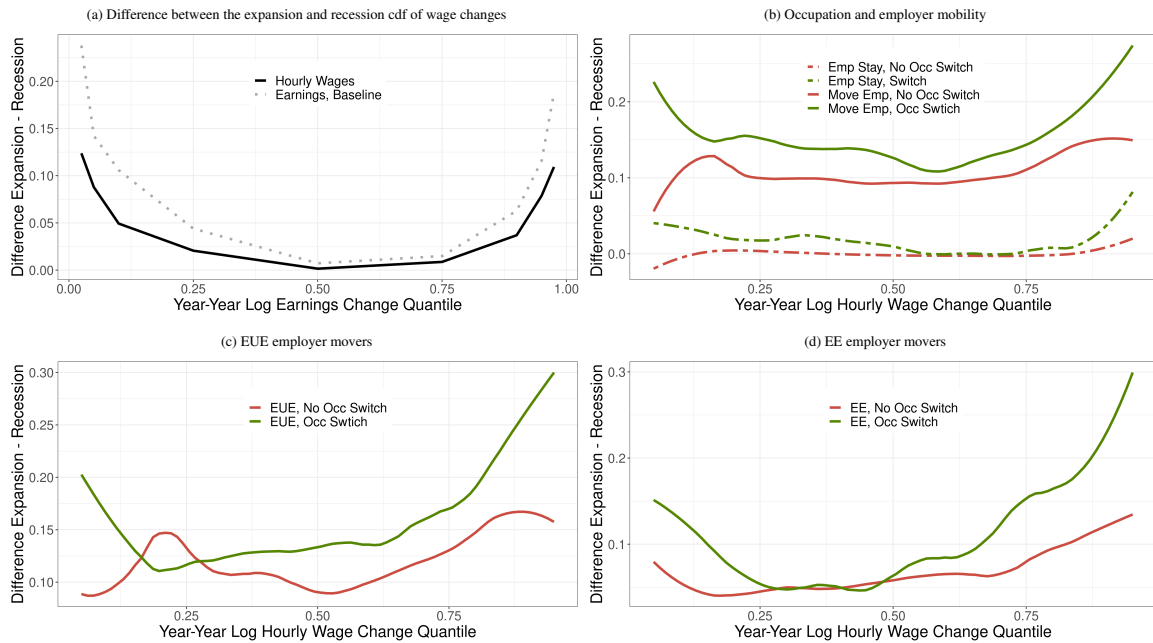 (a) Difference between the expansion and recession cdf of wage changes
Difference Expansion - Recession
0.20
0.15
0.10
0.05
0.00
Hourly Wages
Earnings, Baseline
0.00
0.25
0.50
0.75
1.00
Year-Year Log Earnings Change Quantile
(b) Occupation and employer mobility
Difference Expansion - Recession
0.2
0.1
0.0
Emp Stay, No Occ Switch
Emp Stay, Switch
Move Emp, No Occ Switch
Move Emp, Occ Swtich
0.25
0.50
0.75
Year-Year Log Hourly Wage Change Quantile
(c) EUE employer movers
Difference Expansion - Recession
0.30
0.25
0.20
0.15
0.10
EUE, No Occ Switch
EUE, Occ Swtich
0.25
0.50
0.75
Year-Year Log Hourly Wage Change Quantile
(d) EE employer movers
Difference Expansion - Recession
0.3
0.2
0.1
EE, No Occ Switch
EE, Occ Switch
0.25
0.50
0.75
Year-Year Log Hourly Wage Change Quantile